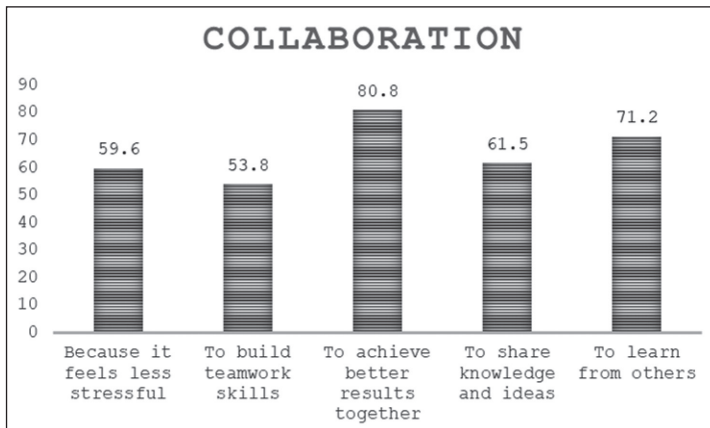 COLLABORATION
90
80
70
60
50
40
30
20
10
0
59.6
53.8
80.8
61.5
71.2
Because it
feels less
stressful
To build
teamwork
skills
To achieve
better
results
together
To share
knowledge
and ideas
To learn
from others